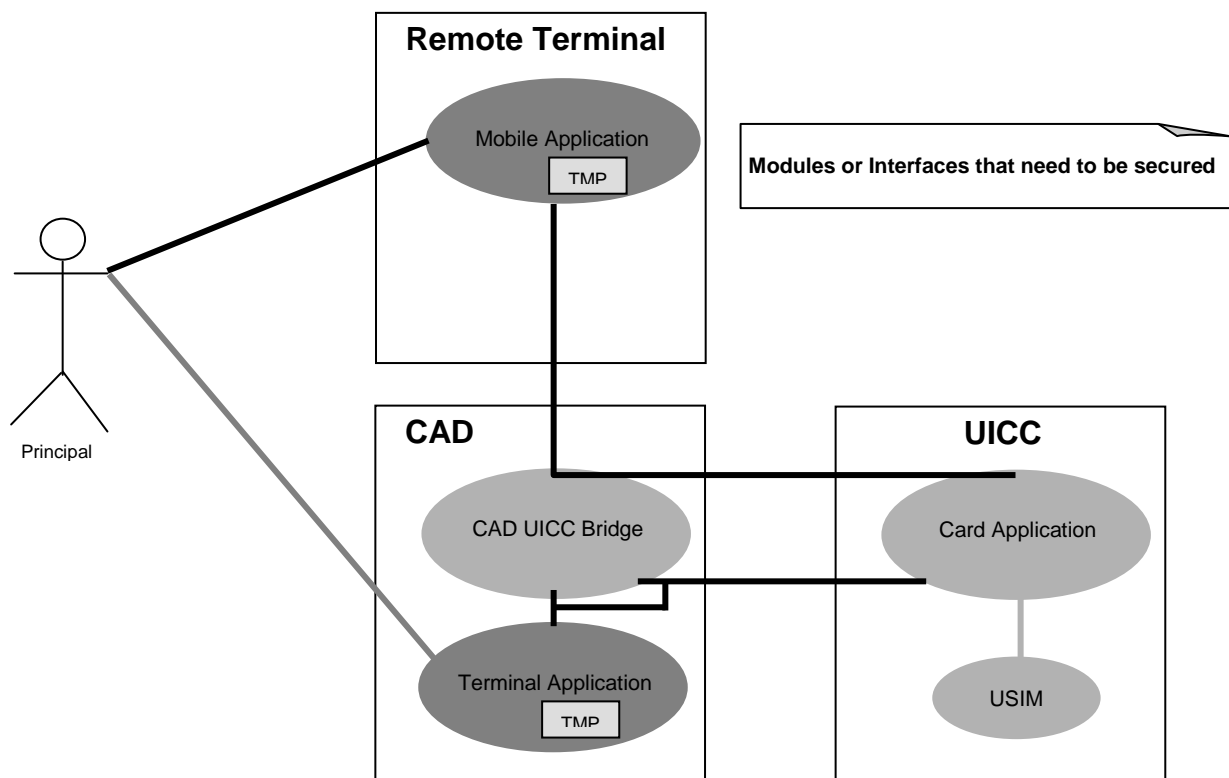 Remote Terminal
Mobile Application
TMP
Modules or Interfaces that need to be secured
Principal
CAD
UICC
CAD UICC Bridge
Card Application
Terminal Application
TMP
USIM